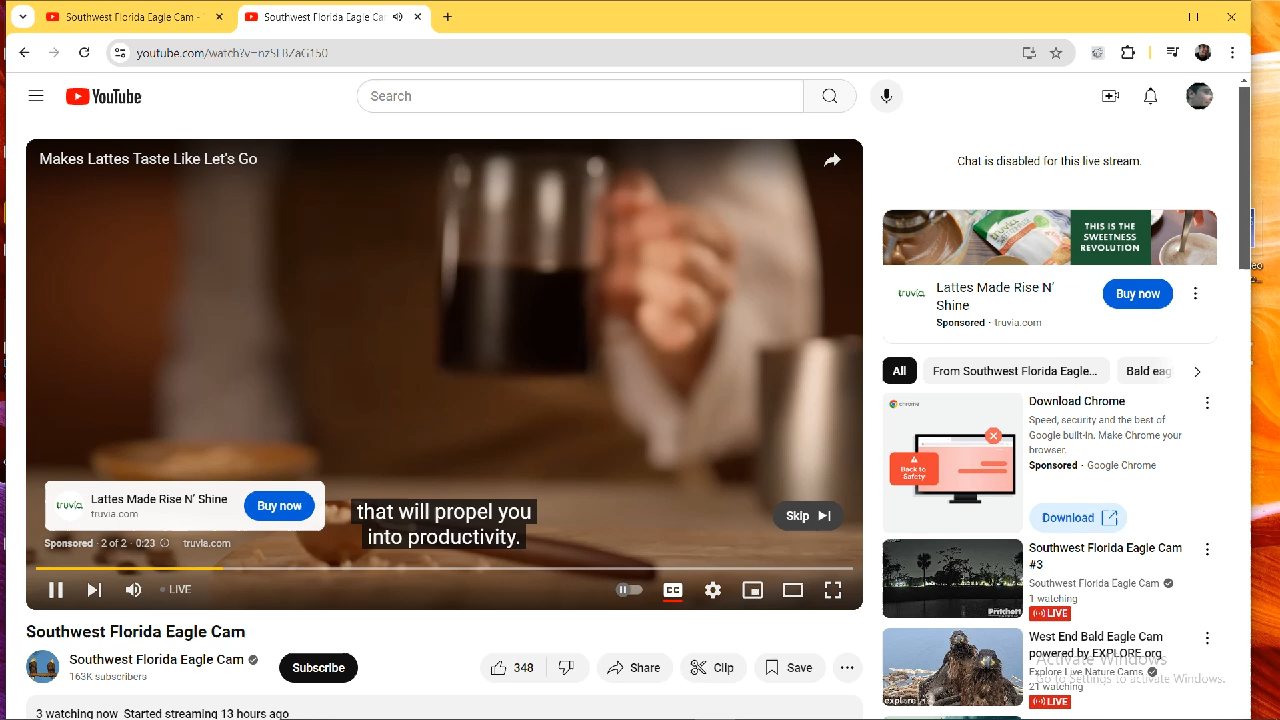 Southwest Florida Eagle Cam -
Southwest Florida Eagle Ca
youtube.com/watch?v=
YouTube
Search
Makes Lattes Taste Like Let's Go
that will propel you
into productivity.
Lattes Made Rise N' Shine
truvia.com
Buy now
truvia
Skip
Sponsored · 2 of 2 · 0:23
truvia.com
LIVE
CC
Southwest Florida Eagle Cam
Southwest Florida Eagle Cam
163K subscribers
Subscribe
348
Share
Clip
Save
3 watching now Started streaming 13 hours ago
Chat is disabled for this live stream.
THIS IS THE
SWEETNESS
REVOLUTION
truvia
Lattes Made Rise N'
Shine
Sponsored · truvia.com
Buy now
All
From Southwest Florida Eagle...
Bald eag
chrome
Back to
Safety
Download Chrome
Speed, security and the best of
Google built-in. Make Chrome your
browser.
Sponsored · Google Chrome
Download
Pritchett
Southwest Florida Eagle Cam
#3
Southwest Florida Eagle Cam
1 watching
LIVE
explore
West End Bald Eagle Cam
powered by EXPLORE.org
Explore Live Nature Cams
21 watching
LIVE
Activate Windows
Go to Settings to activate Windows.